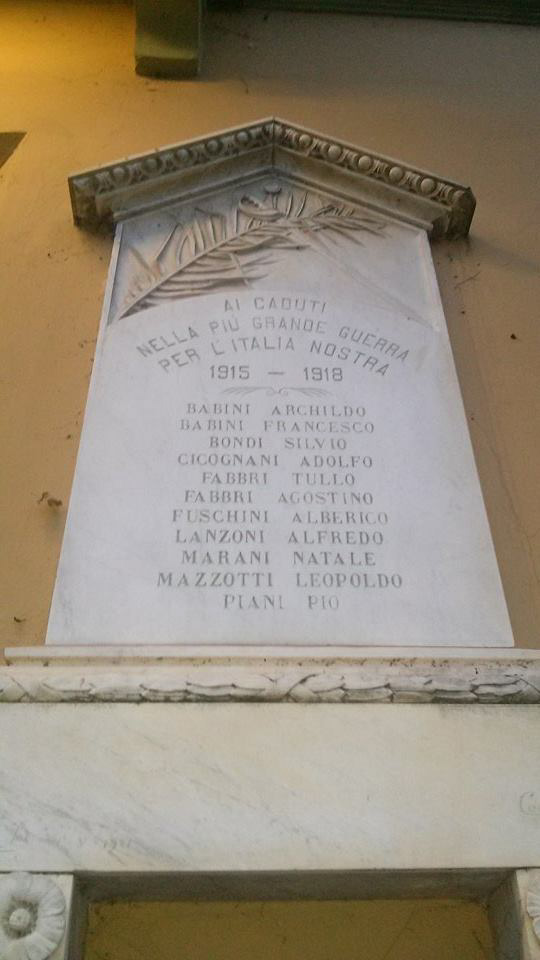 AI CADUTI
NELLA PIÚ GRANDE GUERRA
PER L'ITALIA NOSTRA
1915 — 1918
BABINI ARCHILDO
BABINI FRANCESCO
BONDI SILVIO
CICOGNANI ADOLFO
FABBRI TULLO
FABBRI AGOSTINO
FUSCHINI ALBERICO
LANZONI ALFREDO
MARANI NATALE
MAZZOTTI LEOPOLDO
PIANI PIO